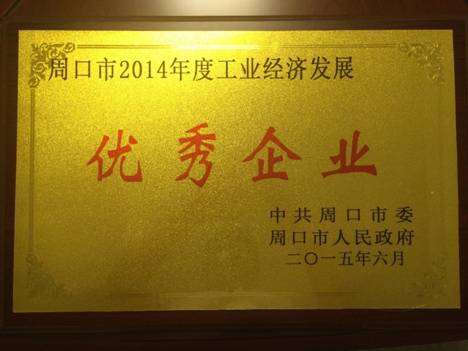 周口市2014年度工业经济发展
优秀企业
中共周口市委
周口市人民政府
二〇一五年六月